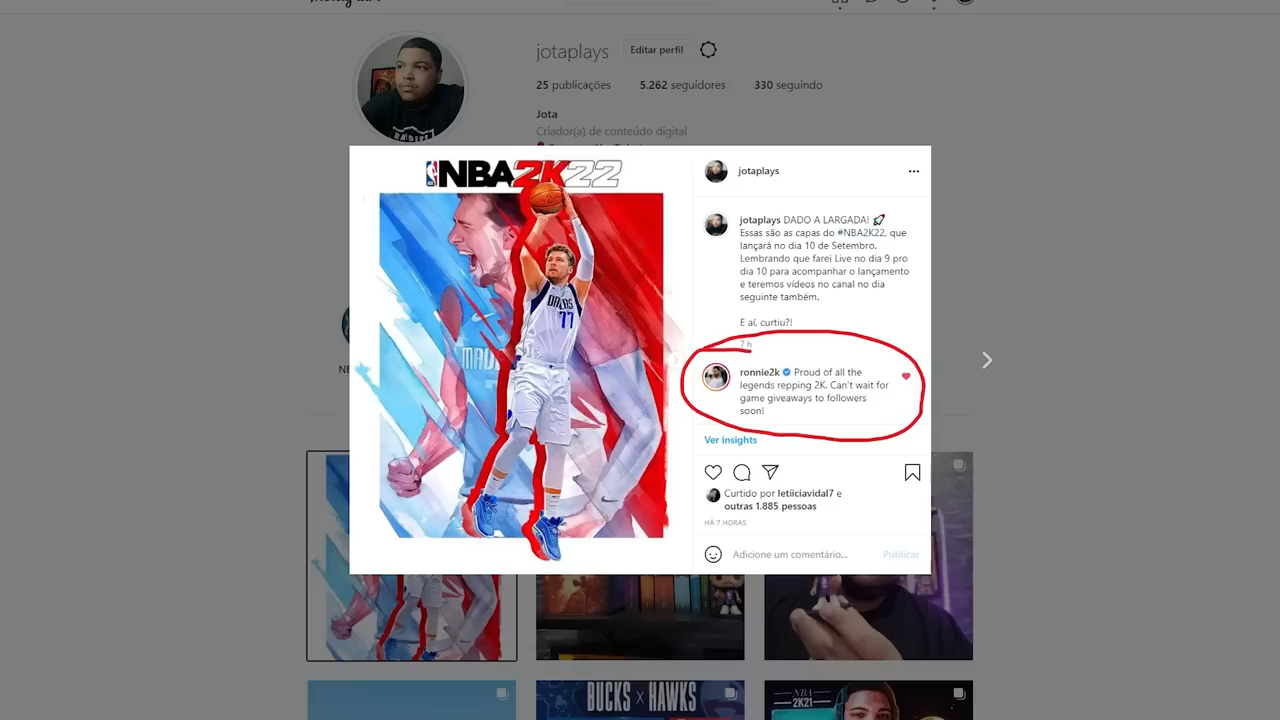 jotaplays Editar perfil
25 publicações 5.262 seguidores 330 seguindo
Jota
Criador(a) de conteúdo digital
NBA2K22
DALLAS
77
jotaplays
jotaplays DADO A LARGADA! 🚀
Essas são as capas do #NBA2K22, que
lançará no dia 10 de Setembro.
Lembrando que farei Live no dia 9 pro
dia 10 para acompanhar o lançamento
e teremos vídeos no canal no dia
seguinte também.
E aí, curtiu?!
7 h
ronnie2k Proud of all the
legends repping 2K. Can't wait for
game giveaways to followers
soon!
Ver insights
Curtido por letiiciavidal7 e
outras 1.885 pessoas
HÁ 7 HORAS
Adicione um comentário... Publicar
BUCKS x HAWKS
NBA
2K21